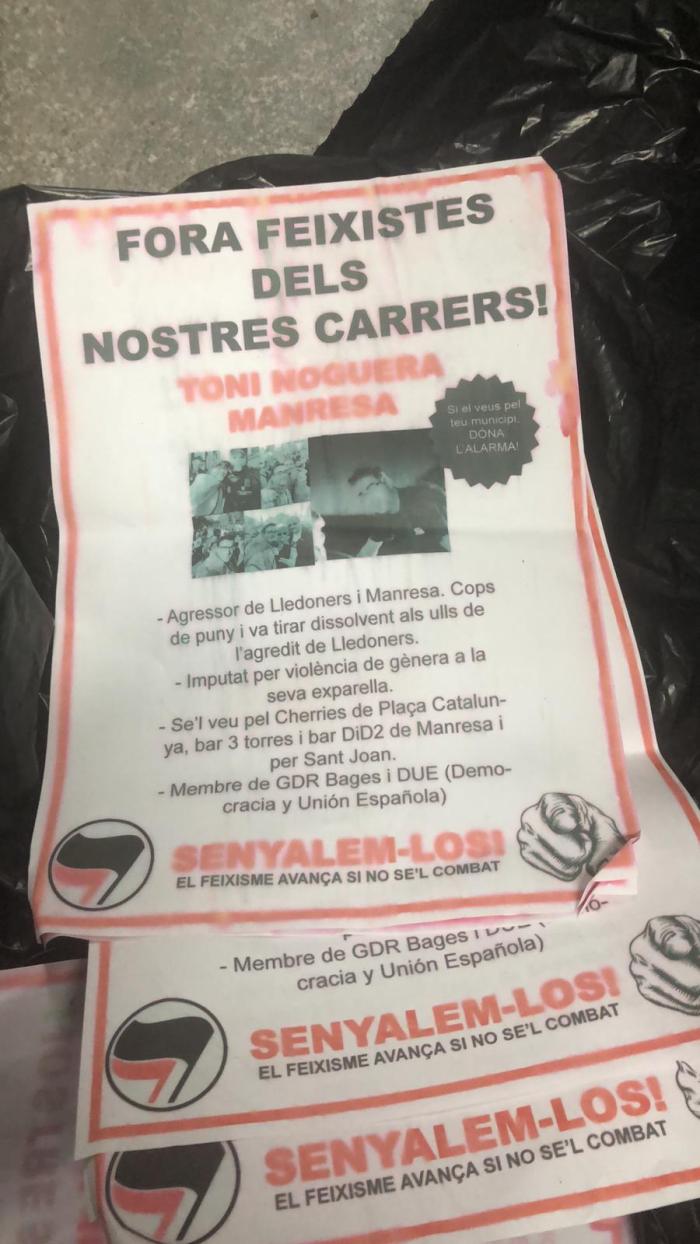 FORA FEIXISTES
DELS
NOSTRES CARRERS!
TONI NOGUERA
MANRESA
Si el veus pel
teu municipi,
DÓNA
L'ALARMA!
- Agressor de Lledoners i Manresa. Cops
de puny i va tirar dissolvent als ulls de
l'agredit de Lledoners.
- Imputat per violència de gènera a la
seva exparella.
- Se'l veu pel Cherries de Plaça Catalun-
ya, bar 3 torres i bar DiD2 de Manresa i
per Sant Joan.
- Membre de GDR Bages i DUE (Demo-
cracia y Unión Española)
SENYALEM-LOS!
EL FEIXISME AVANÇA SI NO SE'L COMBAT
- Membre de GDR Bages i DUE (
cracia y Unión Española)
SENYALEM-LOS!
EL FEIXISME AVANÇA SI NO SE'L COMBAT
SENYALEM-LOS!
EL FEIXISME AVANÇA SI NO SE'L COMBAT